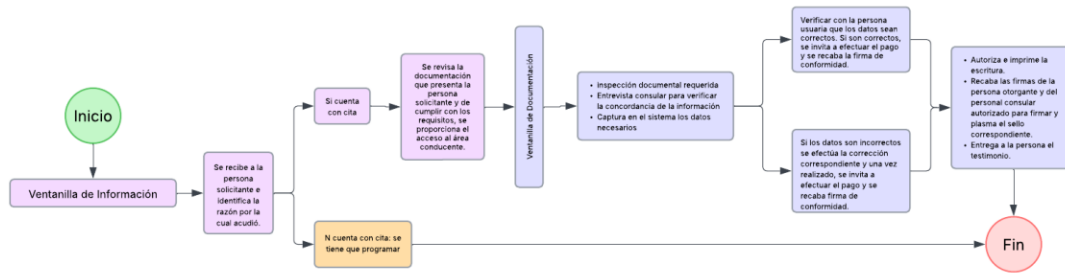 Inicio
Ventanilla de Información
Se recibe a la
persona
solicitante e
identifica la
razón por la
cual acudió.
Si cuenta
con cita
Se revisa la
documentación
que presenta la
persona
solicitante y de
cumplir con los
requisitos, se
proporciona el
acceso al área
conducente.
Ventanilla de Documentación
• Inspección documental requerida
• Entrevista consular para verificar
la concordancia de la información
• Captura en el sistema los datos
necesarios
Verificar con la persona
usuaria que los datos sean
correctos. Si son correctos,
se invita a efectuar el pago
y se recaba la firma de
conformidad.
Si los datos son incorrectos
se efectúa la corrección
correspondiente y una vez
realizado, se invita a
efectuar el pago y se
recaba firma de
conformidad.
• Autoriza e imprime la
escritura.
• Recaba las firmas de la
persona otorgante y del
personal consular
autorizado para firmar y
plasma el sello
correspondiente.
• Entrega a la persona el
testimonio.
N cuenta con cita: se
tiene que programar
Fin